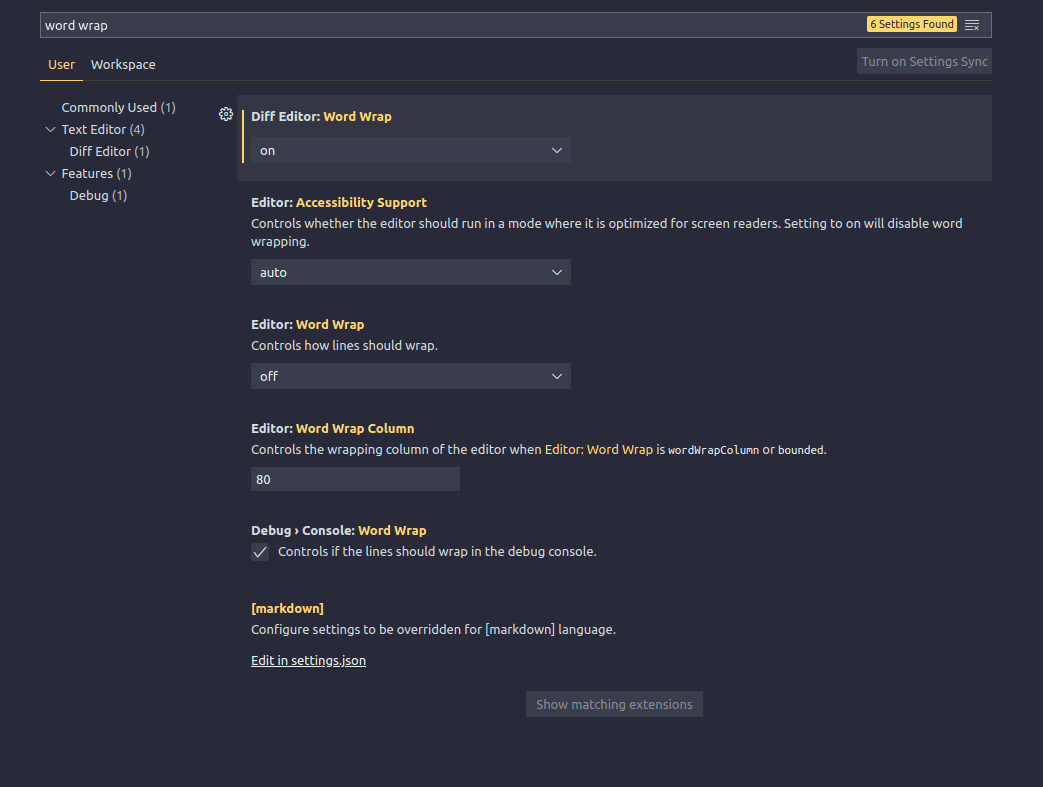 word wrap
6 Settings Found
User Workspace
Turn on Settings Sync
Commonly Used (1)
Text Editor (4)
Diff Editor (1)
Features (1)
Debug (1)
Diff Editor: Word Wrap
on
Editor: Accessibility Support
Controls whether the editor should run in a mode where it is optimized for screen readers. Setting to on will disable word
wrapping.
auto
Editor: Word Wrap
Controls how lines should wrap.
off
Editor: Word Wrap Column
Controls the wrapping column of the editor when Editor: Word Wrap is wordWrapColumn or bounded.
80
Debug › Console: Word Wrap
Controls if the lines should wrap in the debug console.
[markdown]
Configure settings to be overridden for [markdown] language.
Edit in settings.json
Show matching extensions